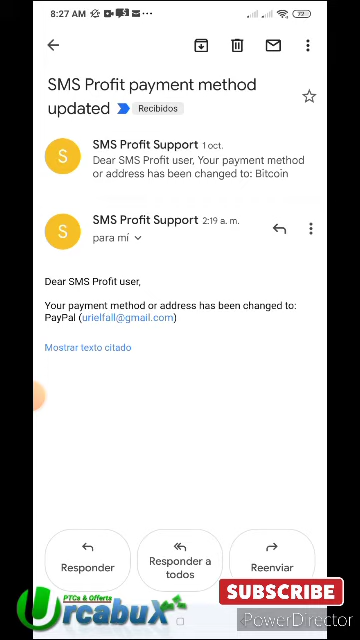 8:27 AM
72
SMS Profit payment method
updated
Recibidos
S
SMS Profit Support 1 oct.
Dear SMS Profit user, Your payment method
or address has been changed to: Bitcoin
S
SMS Profit Support 2:19 a. m.
para mí
Dear SMS Profit user,
Your payment method or address has been changed to:
PayPal (urielfall@gmail.com)
Mostrar texto citado
Responder
Responder a
todos
Reenviar
PTCs & Offerts
UrcabuX
SUBSCRIBE
PowerDirector